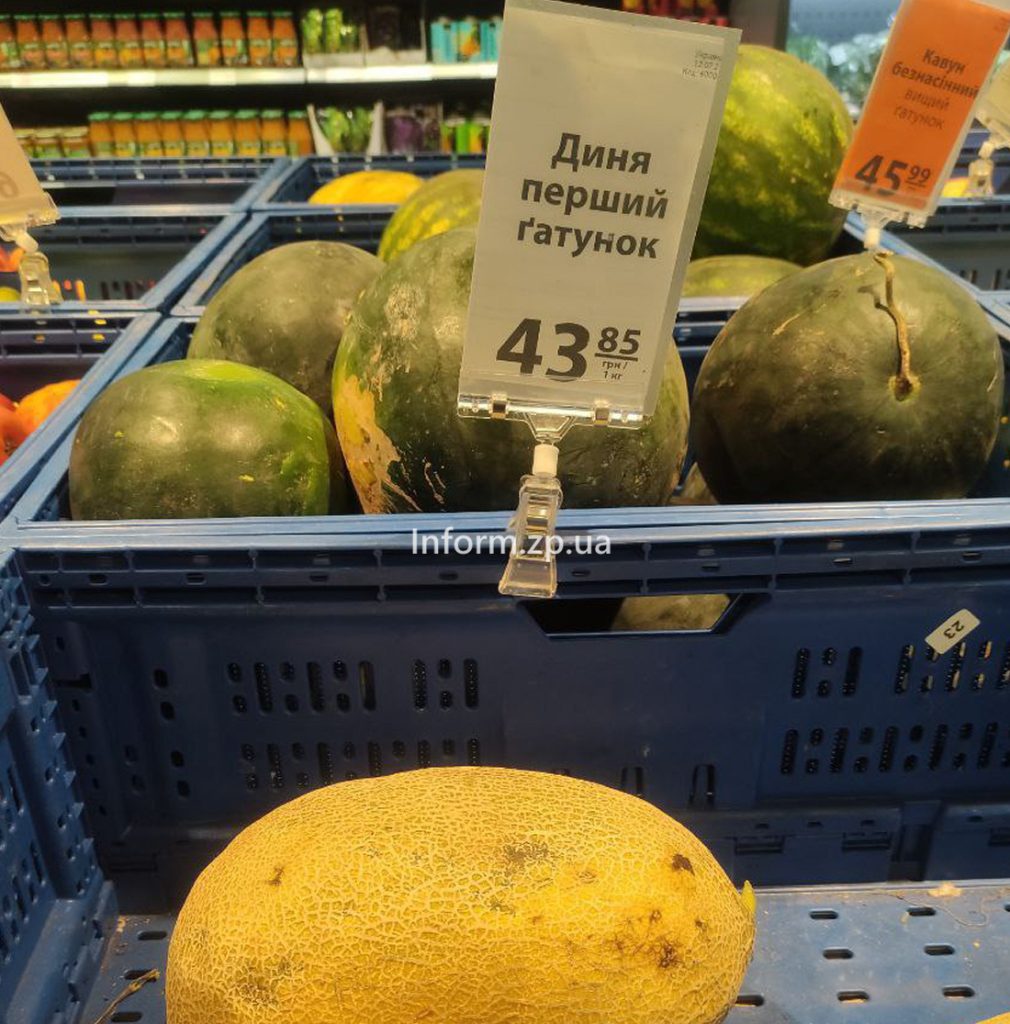 Диня
перший
ґатунок
43 85
грн /
1 кг
Кавун
безнасінний
вищий
ґатунок
45 99
Inform.zp.ua
23